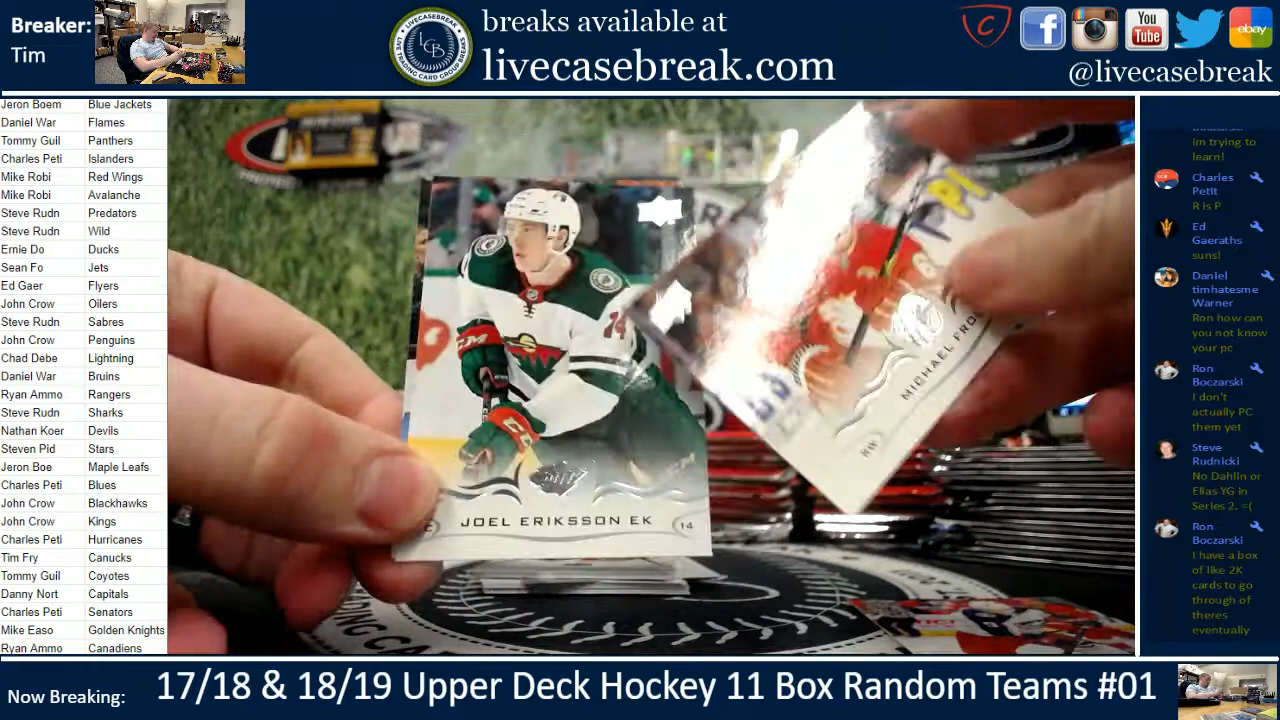 Breaker:
Tim
LCB
breaks available at
livecasebreak.com
You
Tube
ebay
@livecasebreak
Jeron Boem Blue Jackets
Daniel War Flames
Tommy Guil Panthers
Charles Peti Islanders
Mike Robi Red Wings
Mike Robi Avalanche
Steve Rudn Predators
Steve Rudn Wild
Ernie Do Ducks
Sean Fo Jets
Ed Gaer Flyers
John Crow Oilers
Steve Rudn Sabres
John Crow Penguins
Chad Debe Lightning
Daniel War Bruins
Ryan Ammo Rangers
Steve Rudn Sharks
Nathan Koer Devils
Steven Pid Stars
Jeron Boe Maple Leafs
Charles Peti Blues
John Crow Blackhawks
John Crow Kings
Charles Peti Hurricanes
Tim Fry Canucks
Tommy Guil Coyotes
Danny Nort Capitals
Charles Peti Senators
Mike Easo Golden Knights
Ryan Ammo Canadiens
14
CCM
JOEL ERIKSSON EK
14
MICHAEL FRO
RW
im trying to
learn!
Charles
Petit
R is P
Ed
Gaeraths
suns!
Daniel
timhatesme
Warner
Ron how can
you not know
your pc
Ron
Boczarski
I don't
actually PC
them yet
Steve
Rudnicki
No Dahlin or
Elias YG in
Series 2. =(
Ron
Boczarski
I have a box
of like 2K
cards to go
through of
theres
eventually
Now Breaking:
17/18 & 18/19 Upper Deck Hockey 11 Box Random Teams #01